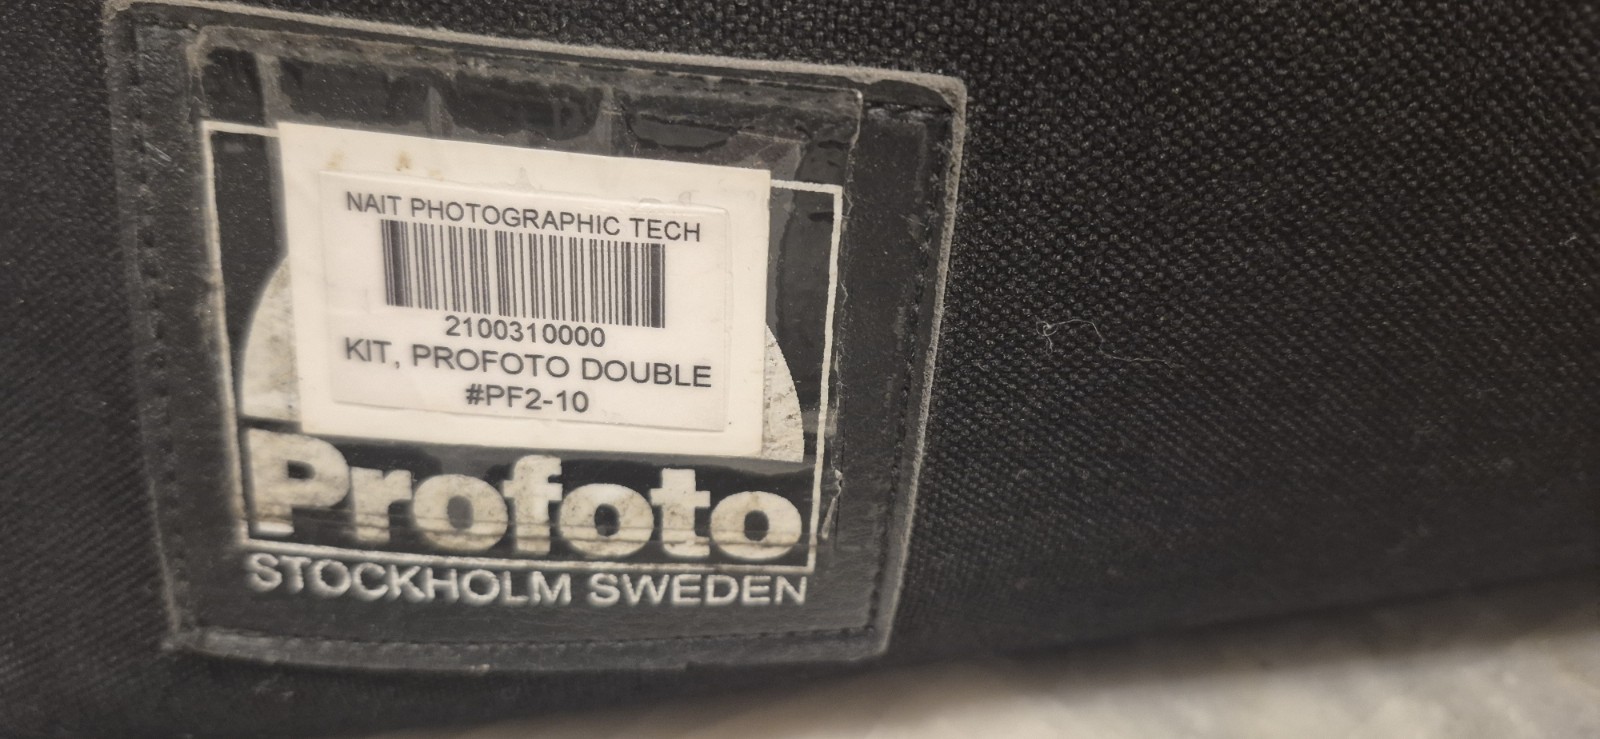 NAIT PHOTOGRAPHIC TECH
2100310000
KIT, PROFOTO DOUBLE
#PF2-10
Profoto
STOCKHOLM SWEDEN